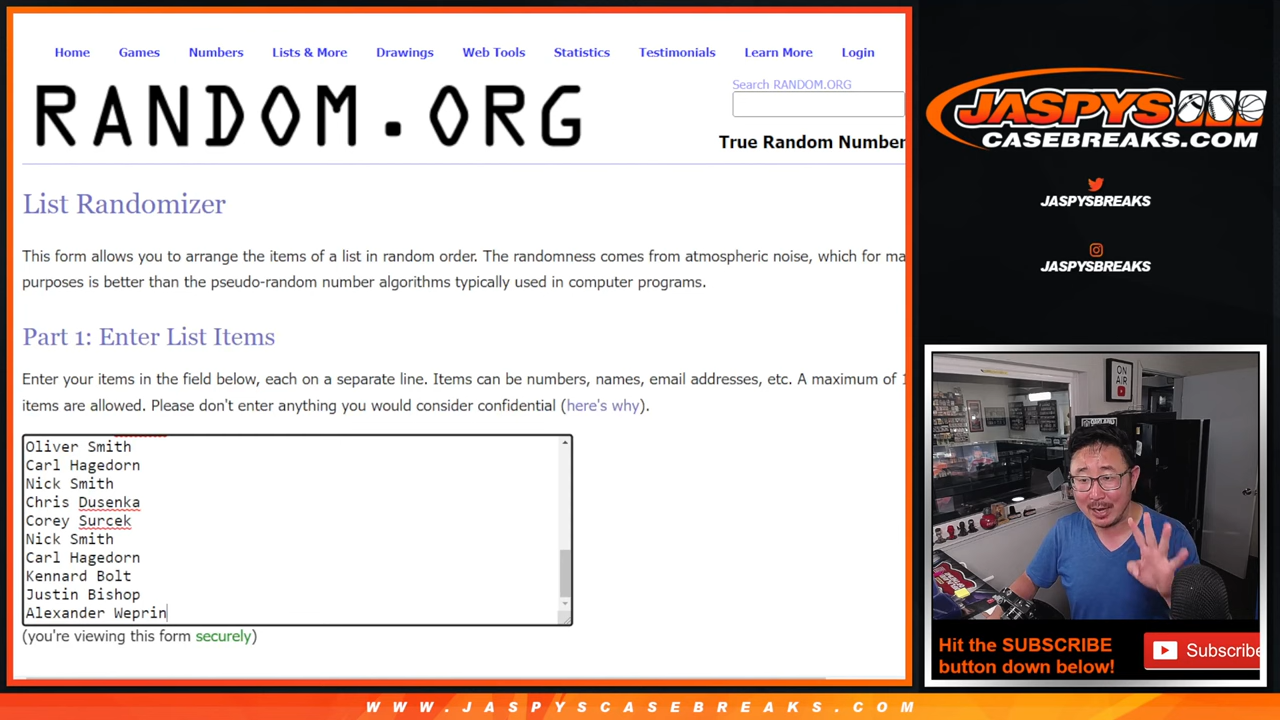 Home Games Numbers Lists & More Drawings Web Tools Statistics Testimonials Learn More Login
RANDOM.ORG
Search RANDOM.ORG
True Random Number
List Randomizer
This form allows you to arrange the items of a list in random order. The randomness comes from atmospheric noise, which for ma
purposes is better than the pseudo-random number algorithms typically used in computer programs.
Part 1: Enter List Items
Enter your items in the field below, each on a separate line. Items can be numbers, names, email addresses, etc. A maximum of 1
items are allowed. Please don't enter anything you would consider confidential (here's why).
Oliver Smith
Carl Hagedorn
Nick Smith
Chris Dusenka
Corey Surcek
Nick Smith
Carl Hagedorn
Kennard Bolt
Justin Bishop
Alexander Weprin
(you're viewing this form securely)
JASPYS
CASEBREAKS.COM
JASPYSBREAKS
JASPYSBREAKS
ON
AIR
Hit the SUBSCRIBE
button down below!
Subscribe
WWW.JASPYSCASEBREAKS.COM